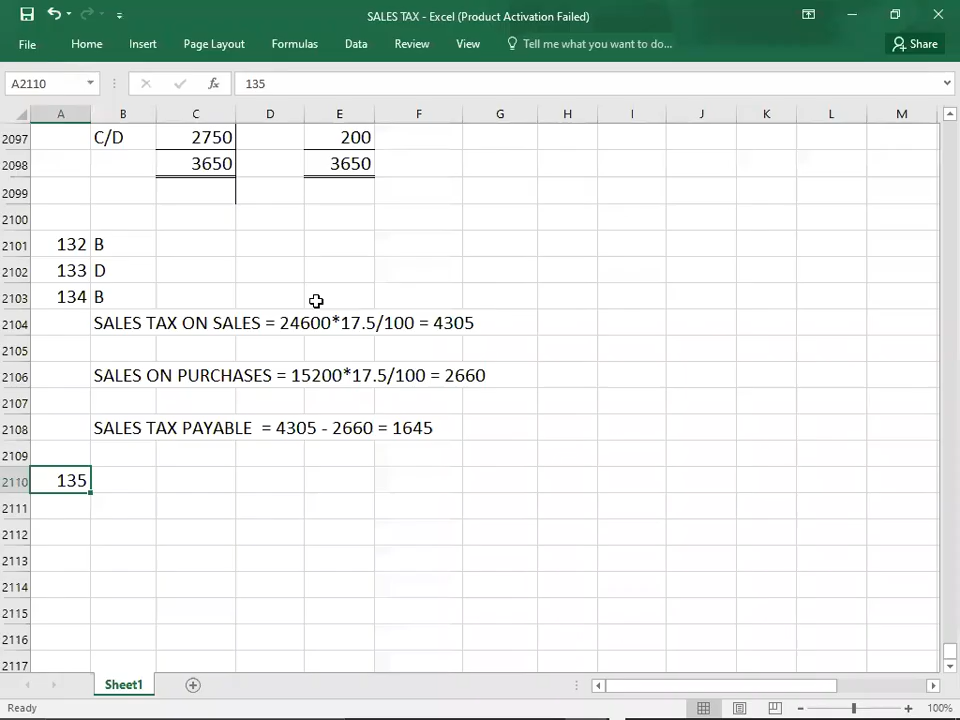 SALES TAX - Excel (Product Activation Failed)
File Home Insert Page Layout Formulas Data Review View Tell me what you want to do... Share
A2110 fx 135
A B C D E F G H I J K L M
2097 C/D 2750 200
2098 3650 3650
2099
2100
2101 132 B
2102 133 D
2103 134 B
2104 SALES TAX ON SALES = 24600*17.5/100 = 4305
2105
2106 SALES ON PURCHASES = 15200*17.5/100 = 2660
2107
2108 SALES TAX PAYABLE = 4305 - 2660 = 1645
2109
2110 135
2111
2112
2113
2114
2115
2116
2117
Sheet1
Ready 100%